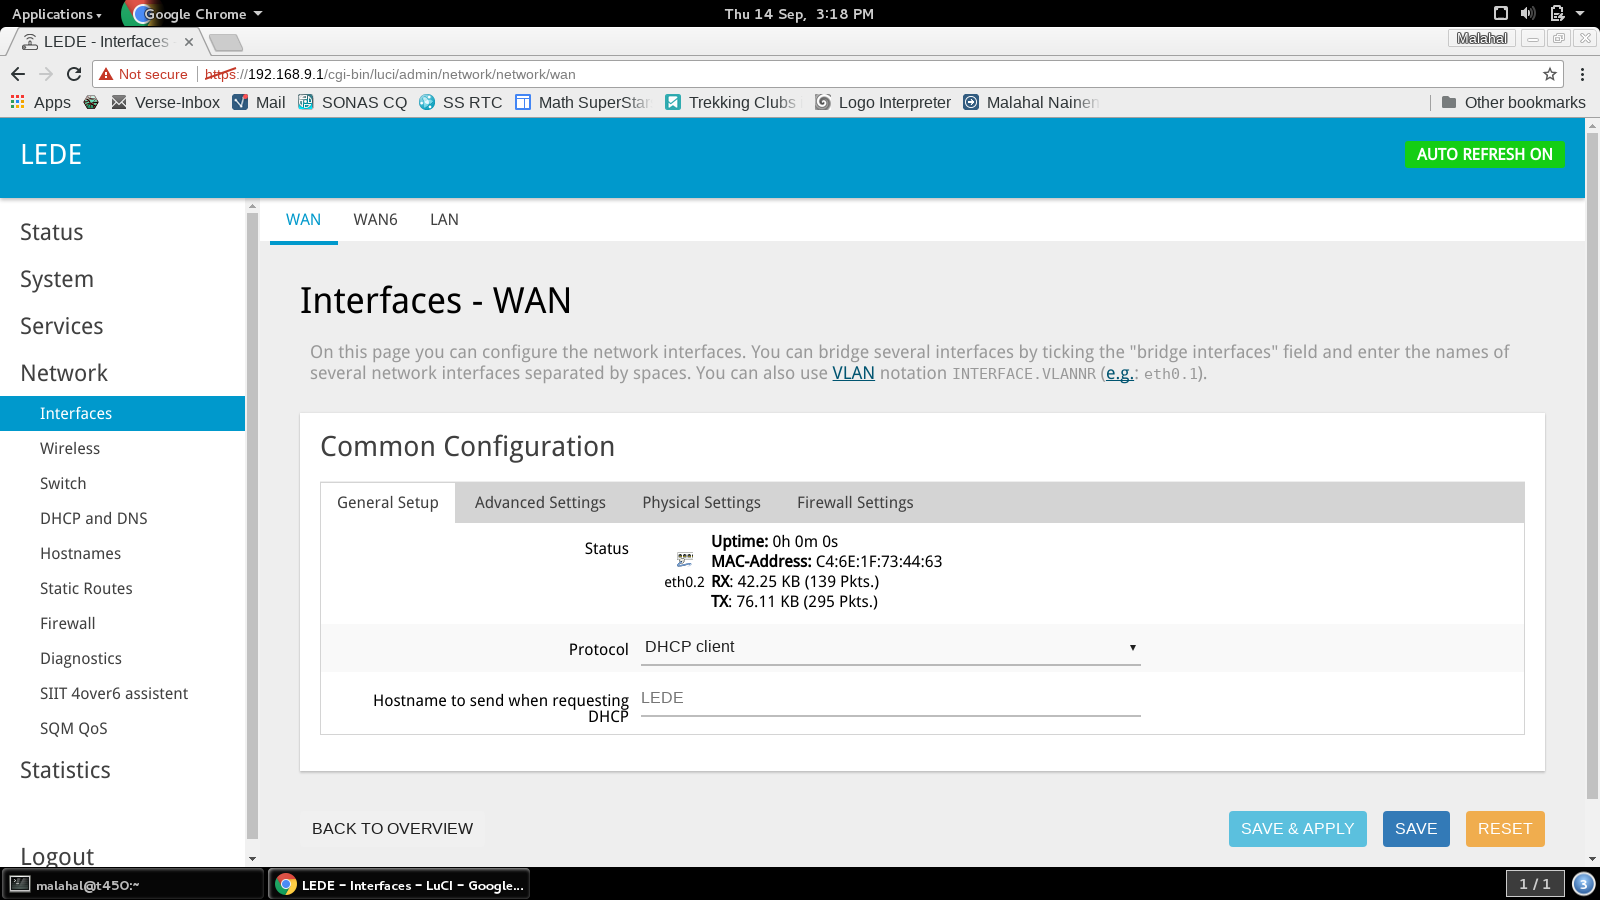 Applications
Google Chrome
Thu 14 Sep, 3:18 PM
LEDE - Interfaces
Malahal
Not secure
https://192.168.9.1/cgi-bin/luci/admin/network/network/wan
Apps
Verse-Inbox
Mail
SONAS CQ
SS RTC
Math SuperStar
Trekking Clubs
Logo Interpreter
Malahal Nainen
Other bookmarks
LEDE
AUTO REFRESH ON
Status
System
Services
Network
Interfaces
Wireless
Switch
DHCP and DNS
Hostnames
Static Routes
Firewall
Diagnostics
SIIT 4over6 assistent
SQM QoS
Statistics
Logout
WAN
WAN6
LAN
Interfaces - WAN
On this page you can configure the network interfaces. You can bridge several interfaces by ticking the "bridge interfaces" field and enter the names of
several network interfaces separated by spaces. You can also use VLAN notation INTERFACE.VLANNR (e.g.: eth0.1).
Common Configuration
General Setup
Advanced Settings
Physical Settings
Firewall Settings
Status
eth0.2
Uptime: 0h 0m 0s
MAC-Address: C4:6E:1F:73:44:63
RX: 42.25 KB (139 Pkts.)
TX: 76.11 KB (295 Pkts.)
Protocol
DHCP client
Hostname to send when requesting
DHCP
LEDE
BACK TO OVERVIEW
SAVE & APPLY
SAVE
RESET
malahal@t450:~
LEDE - Interfaces - LuCI - Google...
1 / 1
3